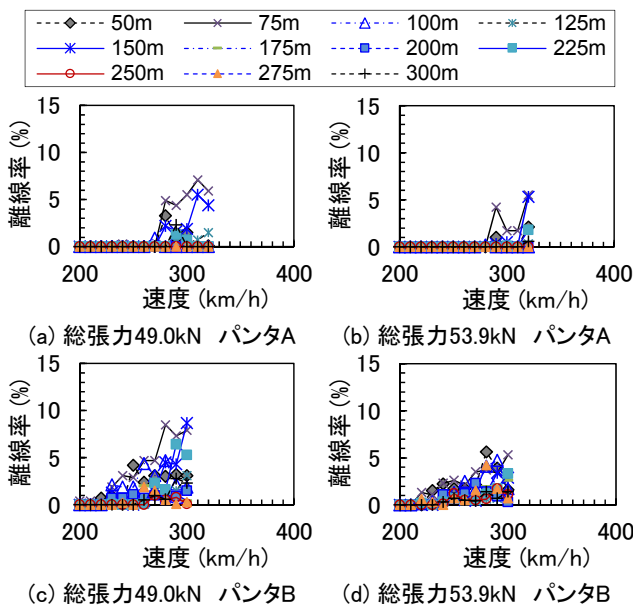 50m 75m 100m 125m
150m 175m 200m 225m
250m 275m 300m
15
10
5
0
離線率 (%)
200 300 400
速度 (km/h)
(a) 総張力49.0kN パンタA
15
10
5
0
離線率 (%)
200 300 400
速度 (km/h)
(b) 総張力53.9kN パンタA
15
10
5
0
離線率 (%)
200 300 400
速度 (km/h)
(c) 総張力49.0kN パンタB
15
10
5
0
離線率 (%)
200 300 400
速度 (km/h)
(d) 総張力53.9kN パンタB